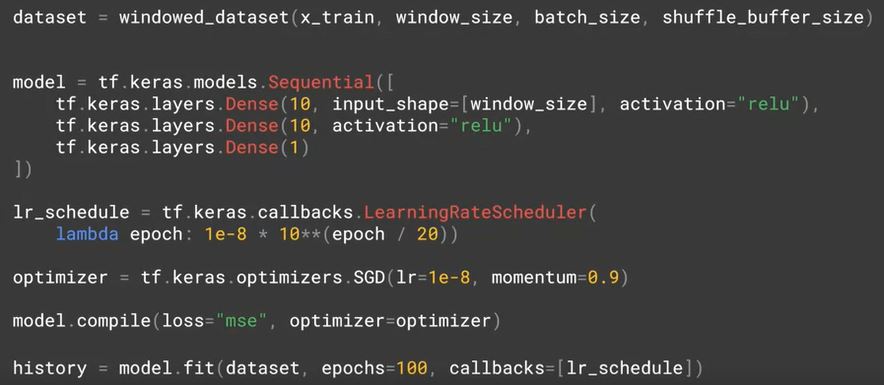 dataset = windowed_dataset(x_train, window_size, batch_size, shuffle_buffer_size)
model = tf.keras.models.Sequential([
    tf.keras.layers.Dense(10, input_shape=[window_size], activation="relu"),
    tf.keras.layers.Dense(10, activation="relu"),
    tf.keras.layers.Dense(1)
])
lr_schedule = tf.keras.callbacks.LearningRateScheduler(
    lambda epoch: 1e-8 * 10**(epoch / 20))
optimizer = tf.keras.optimizers.SGD(lr=1e-8, momentum=0.9)
model.compile(loss="mse", optimizer=optimizer)
history = model.fit(dataset, epochs=100, callbacks=[lr_schedule])